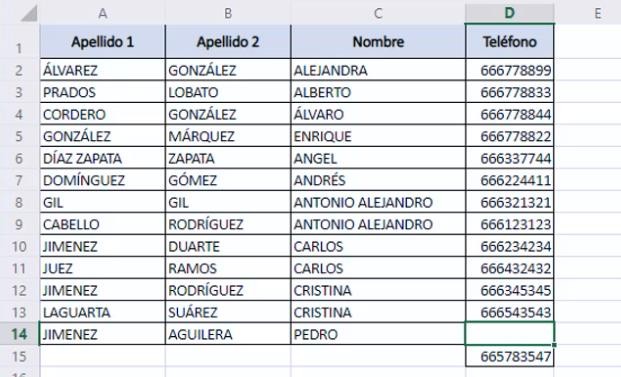 A B C D E
1 Apellido 1 Apellido 2 Nombre Teléfono
2 ÁLVAREZ GONZÁLEZ ALEJANDRA 666778899
3 PRADOS LOBATO ALBERTO 666778833
4 CORDERO GONZÁLEZ ÁLVARO 666778844
5 GONZÁLEZ MÁRQUEZ ENRIQUE 666778822
6 DÍAZ ZAPATA ZAPATA ANGEL 666337744
7 DOMÍNGUEZ GÓMEZ ANDRÉS 666224411
8 GIL GIL ANTONIO ALEJANDRO 666321321
9 CABELLO RODRÍGUEZ ANTONIO ALEJANDRO 666123123
10 JIMENEZ DUARTE CARLOS 666234234
11 JUEZ RAMOS CARLOS 666432432
12 JIMENEZ RODRÍGUEZ CRISTINA 666345345
13 LAGUARTA SUÁREZ CRISTINA 666543543
14 JIMENEZ AGUILERA PEDRO
15 665783547